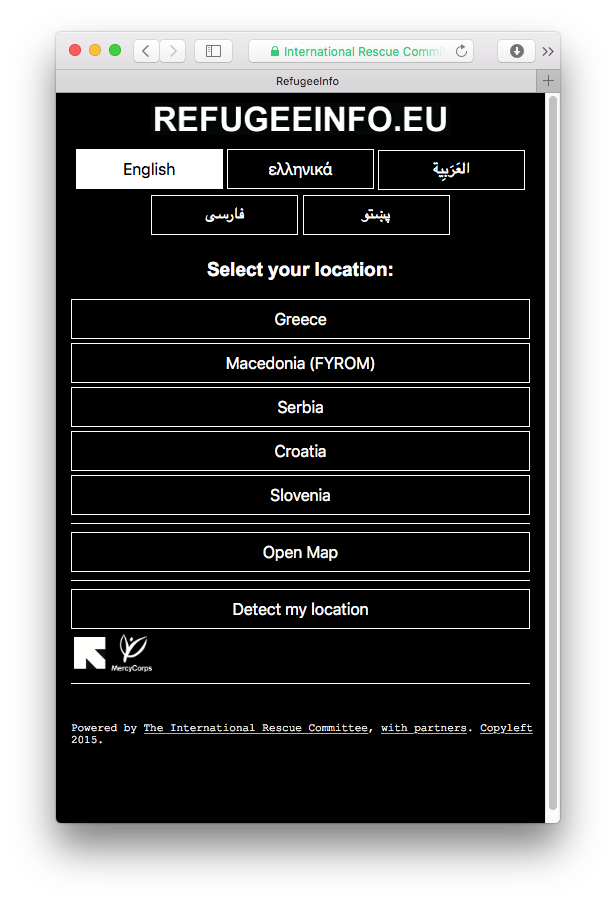 International Rescue Commit
RefugeeInfo
REFUGEEINFO.EU
English
ελληνικά
العَرَبِية
فارسی
پښتو
Select your location:
Greece
Macedonia (FYROM)
Serbia
Croatia
Slovenia
Open Map
Detect my location
MercyCorps
Powered by The International Rescue Committee, with partners. Copyleft
2015.